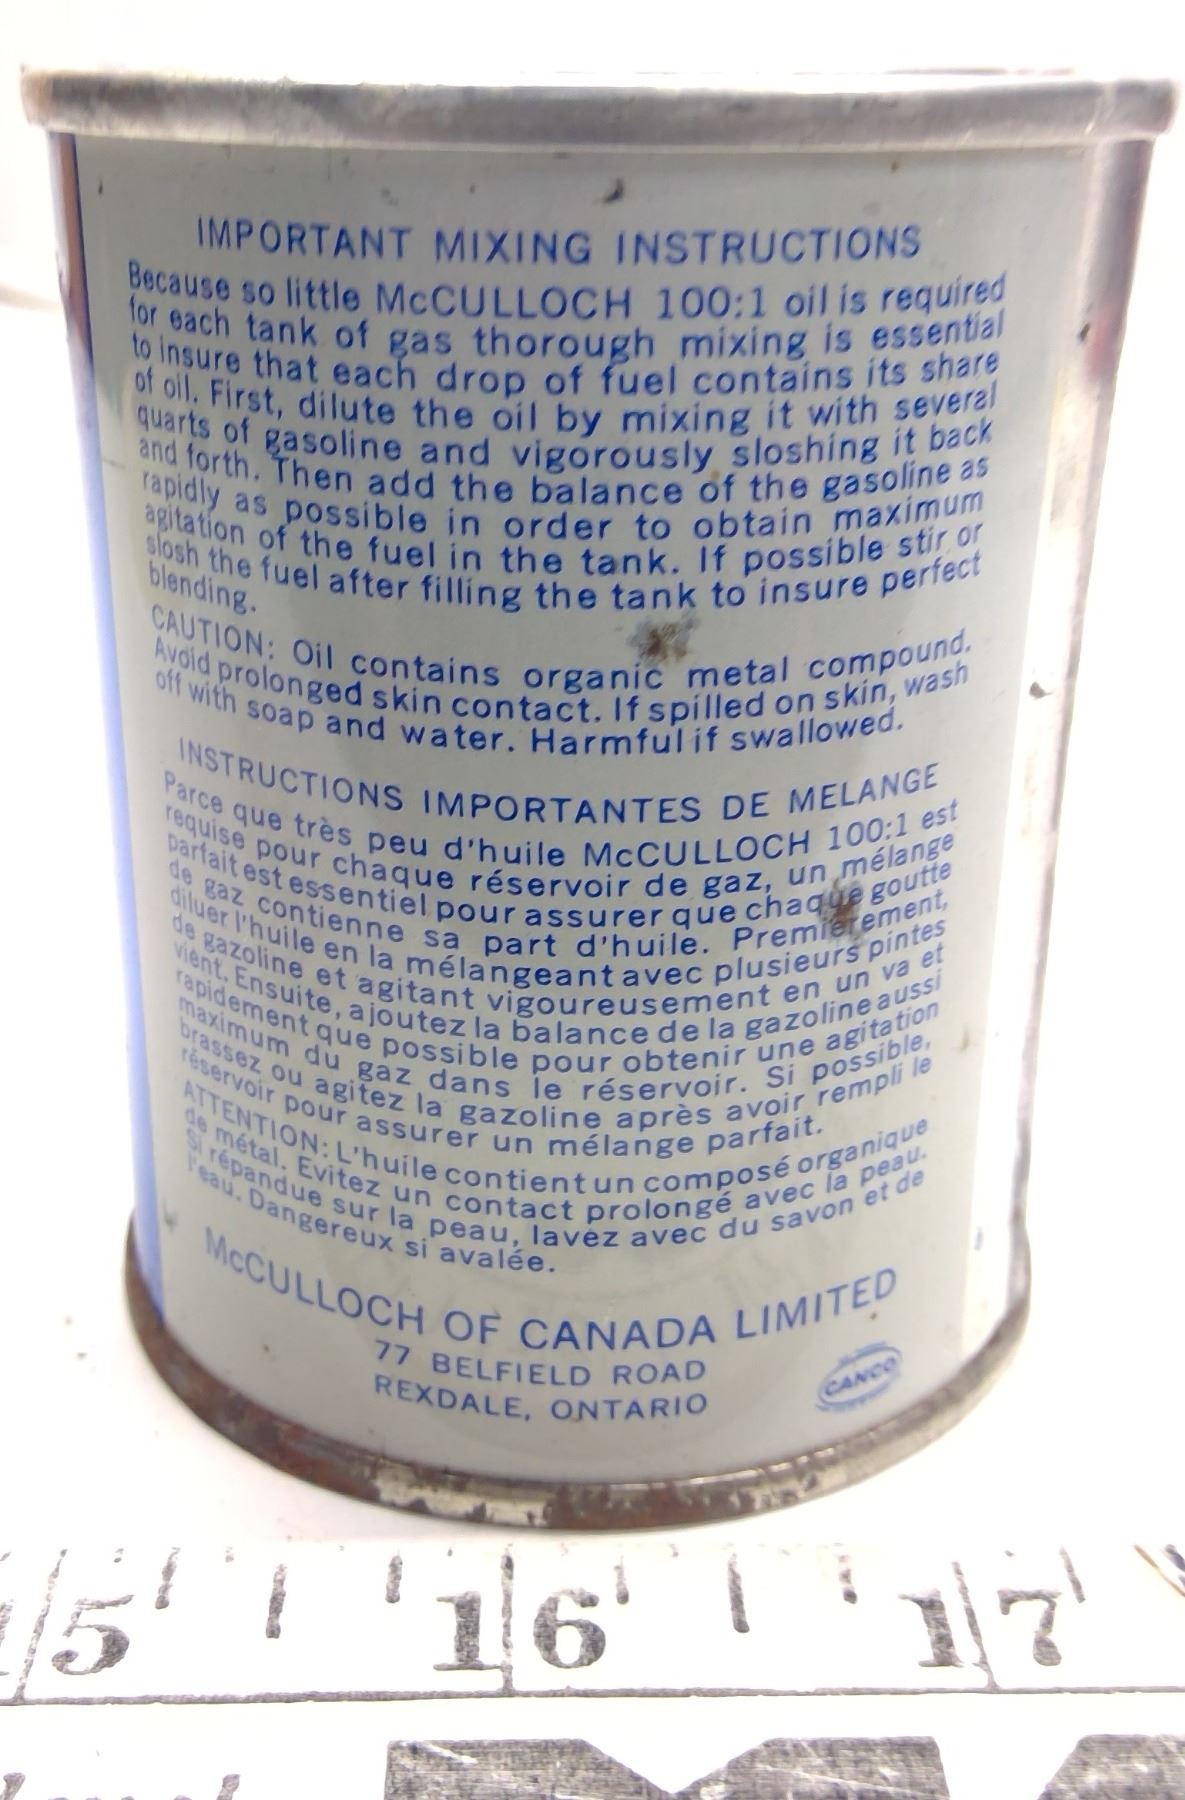 IMPORTANT MIXING INSTRUCTIONS
Because so little McCULLOCH 100:1 oil is required
for each tank of gas thorough mixing is essential
to insure that each drop of fuel contains its share
of oil. First, dilute the oil by mixing it with several
quarts of gasoline and vigorously sloshing it back
and forth. Then add the balance of the gasoline as
rapidly as possible in order to obtain maximum
agitation of the fuel in the tank. If possible stir or
slosh the fuel after filling the tank to insure perfect
blending.
CAUTION: Oil contains organic metal compound.
Avoid prolonged skin contact. If spilled on skin, wash
off with soap and water. Harmful if swallowed.
INSTRUCTIONS IMPORTANTES DE MELANGE
Parce que très peu d'huile McCULLOCH 100:1 est
requise pour chaque réservoir de gaz, un mélange
parfait est essentiel pour assurer que chaque goutte
de gaz contienne sa part d'huile. Premièrement,
diluer l'huile en la mélangeant avec plusieurs pintes
de gazoline et agitant vigoureusement en un va et
vient. Ensuite, ajoutez la balance de la gazoline aussi
rapidement que possible pour obtenir une agitation
maximum du gaz dans le réservoir. Si possible,
brassez ou agitez la gazoline après avoir rempli le
réservoir pour assurer un mélange parfait.
ATTENTION: L'huile contient un composé organique
de métal. Evitez un contact prolongé avec la peau.
Si répandue sur la peau, lavez avec du savon et de
l'eau. Dangereux si avalée.
McCULLOCH OF CANADA LIMITED
77 BELFIELD ROAD
REXDALE, ONTARIO
CANCO
15 16 17